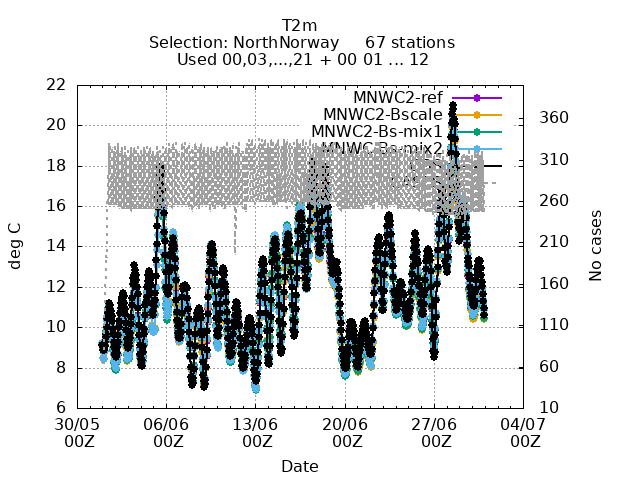 T2m
Selection: NorthNorway 67 stations
Used 00,03,...,21 + 00 01 ... 12
MNWC2-ref
MNWC2-Bscale
MNWC2-Bs-mix1
MNWC-Bs-mix2
deg C
No cases
22
20
18
16
14
12
10
8
6
360
310
260
210
160
110
60
10
30/05 06/06 13/06 20/06 27/06 04/07
00Z 00Z 00Z 00Z 00Z 00Z
Date